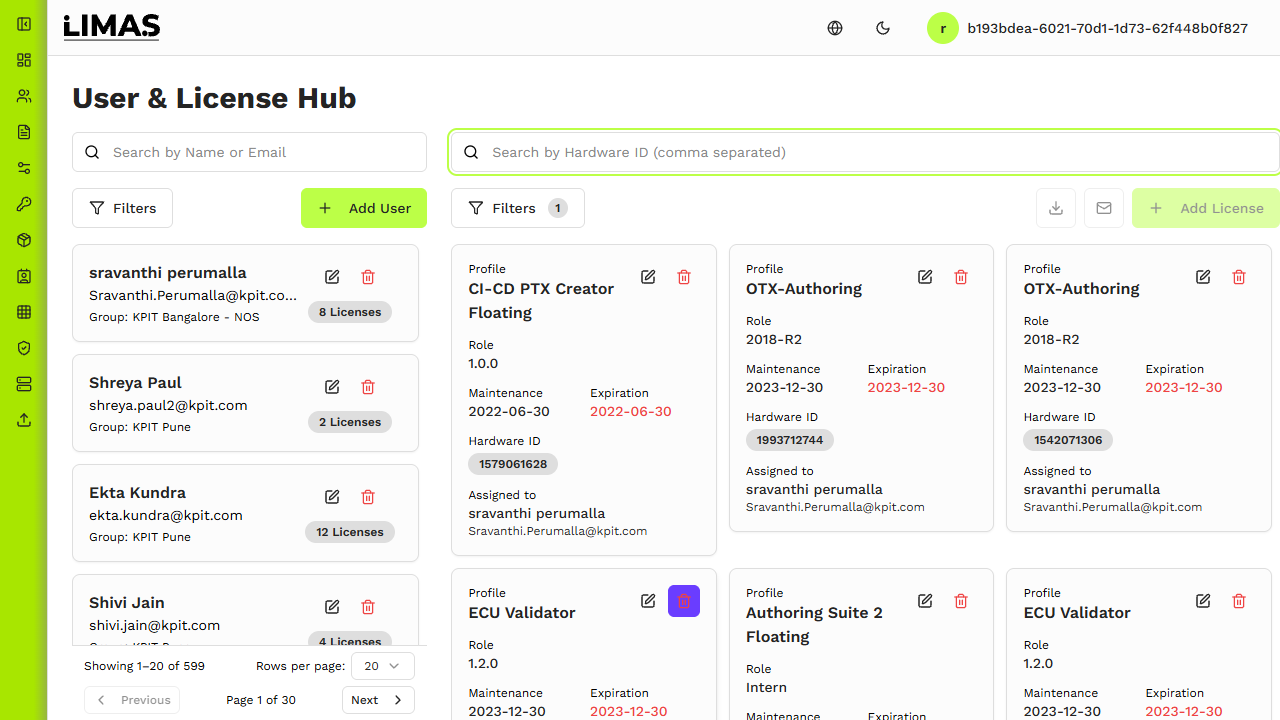 LIMAS
r
b193bdea-6021-70d1-1d73-62f448b0f827
User & License Hub
Search by Name or Email
Search by Hardware ID (comma separated)
Filters
Add User
Filters 1
Add License
sravanthi perumalla
Sravanthi.Perumalla@kpit.co...
Group: KPIT Bangalore - NOS
8 Licenses
Shreya Paul
shreya.paul2@kpit.com
Group: KPIT Pune
2 Licenses
Ekta Kundra
ekta.kundra@kpit.com
Group: KPIT Pune
12 Licenses
Shivi Jain
shivi.jain@kpit.com
4 Licenses
Showing 1–20 of 599
Rows per page: 20
Previous
Page 1 of 30
Next
Profile
CI-CD PTX Creator
Floating
Role
1.0.0
Maintenance Expiration
2022-06-30 2022-06-30
Hardware ID
1579061628
Assigned to
sravanthi perumalla
Sravanthi.Perumalla@kpit.com
Profile
OTX-Authoring
Role
2018-R2
Maintenance Expiration
2023-12-30 2023-12-30
Hardware ID
1993712744
Assigned to
sravanthi perumalla
Sravanthi.Perumalla@kpit.com
Profile
OTX-Authoring
Role
2018-R2
Maintenance Expiration
2023-12-30 2023-12-30
Hardware ID
1542071306
Assigned to
sravanthi perumalla
Sravanthi.Perumalla@kpit.com
Profile
ECU Validator
Role
1.2.0
Maintenance Expiration
2023-12-30 2023-12-30
Profile
Authoring Suite 2
Floating
Role
Intern
Maintenance Expiration
Profile
ECU Validator
Role
1.2.0
Maintenance Expiration
2023-12-30 2023-12-30